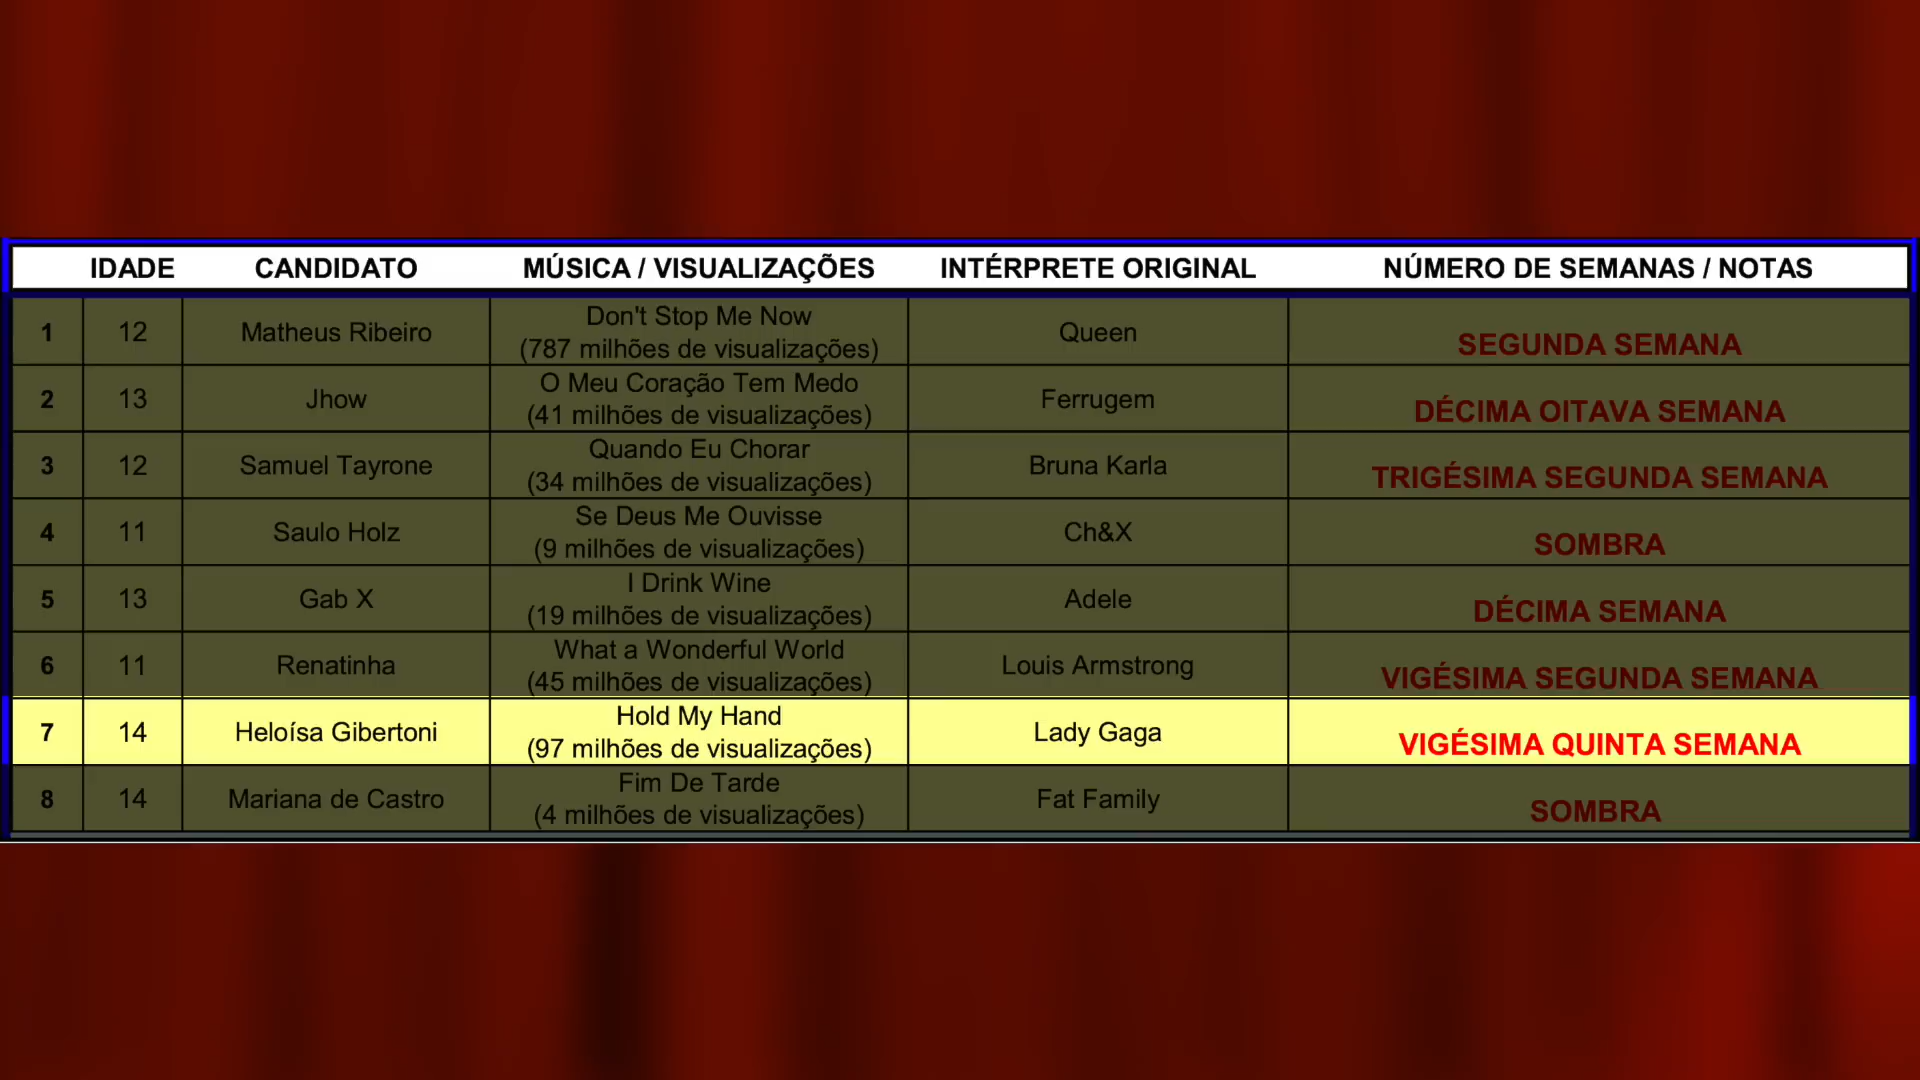 IDADE CANDIDATO MÚSICA / VISUALIZAÇÕES INTÉRPRETE ORIGINAL NÚMERO DE SEMANAS / NOTAS
1 12 Matheus Ribeiro Don't Stop Me Now (787 milhões de visualizações) Queen SEGUNDA SEMANA
2 13 Jhow O Meu Coração Tem Medo (41 milhões de visualizações) Ferrugem DÉCIMA OITAVA SEMANA
3 12 Samuel Tayrone Quando Eu Chorar (34 milhões de visualizações) Bruna Karla TRIGÉSIMA SEGUNDA SEMANA
4 11 Saulo Holz Se Deus Me Ouvisse (9 milhões de visualizações) Ch&X SOMBRA
5 13 Gab X I Drink Wine (19 milhões de visualizações) Adele DÉCIMA SEMANA
6 11 Renatinha What a Wonderful World (45 milhões de visualizações) Louis Armstrong VIGÉSIMA SEGUNDA SEMANA
7 14 Heloísa Gibertoni Hold My Hand (97 milhões de visualizações) Lady Gaga VIGÉSIMA QUINTA SEMANA
8 14 Mariana de Castro Fim De Tarde (4 milhões de visualizações) Fat Family SOMBRA